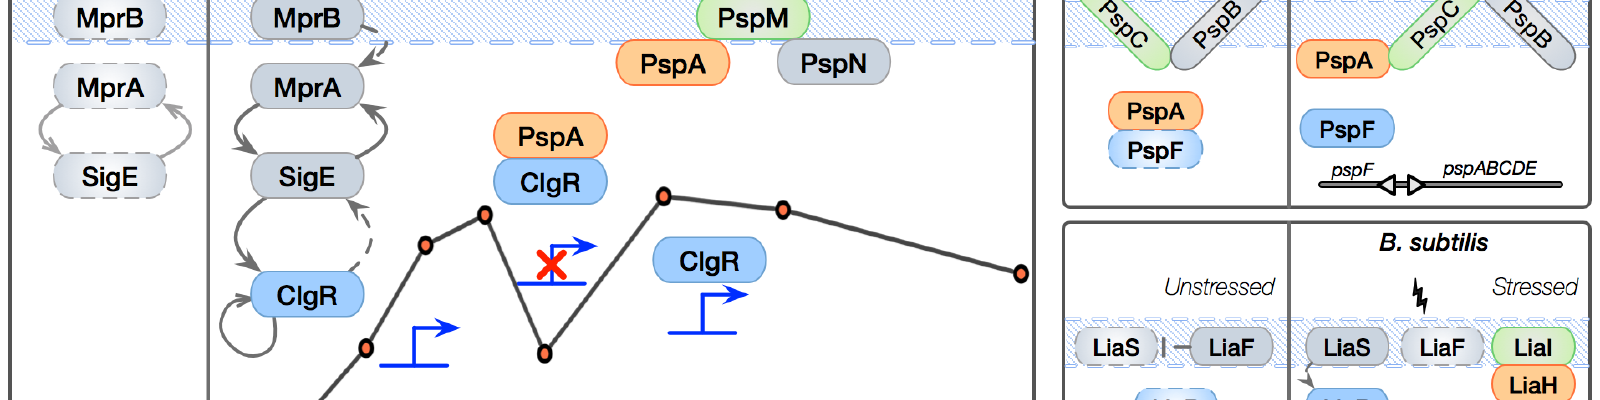 MprB
MprA
SigE
MprB
MprA
SigE
ClgR
PspM
PspA
PspN
PspA
ClgR
ClgR
PspC
PspB
PspA
PspF
PspC
PspB
PspA
PspF
pspF
pspABCDE
B. subtilis
Unstressed
Stressed
LiaS
LiaF
LiaS
LiaF
LiaI
LiaH